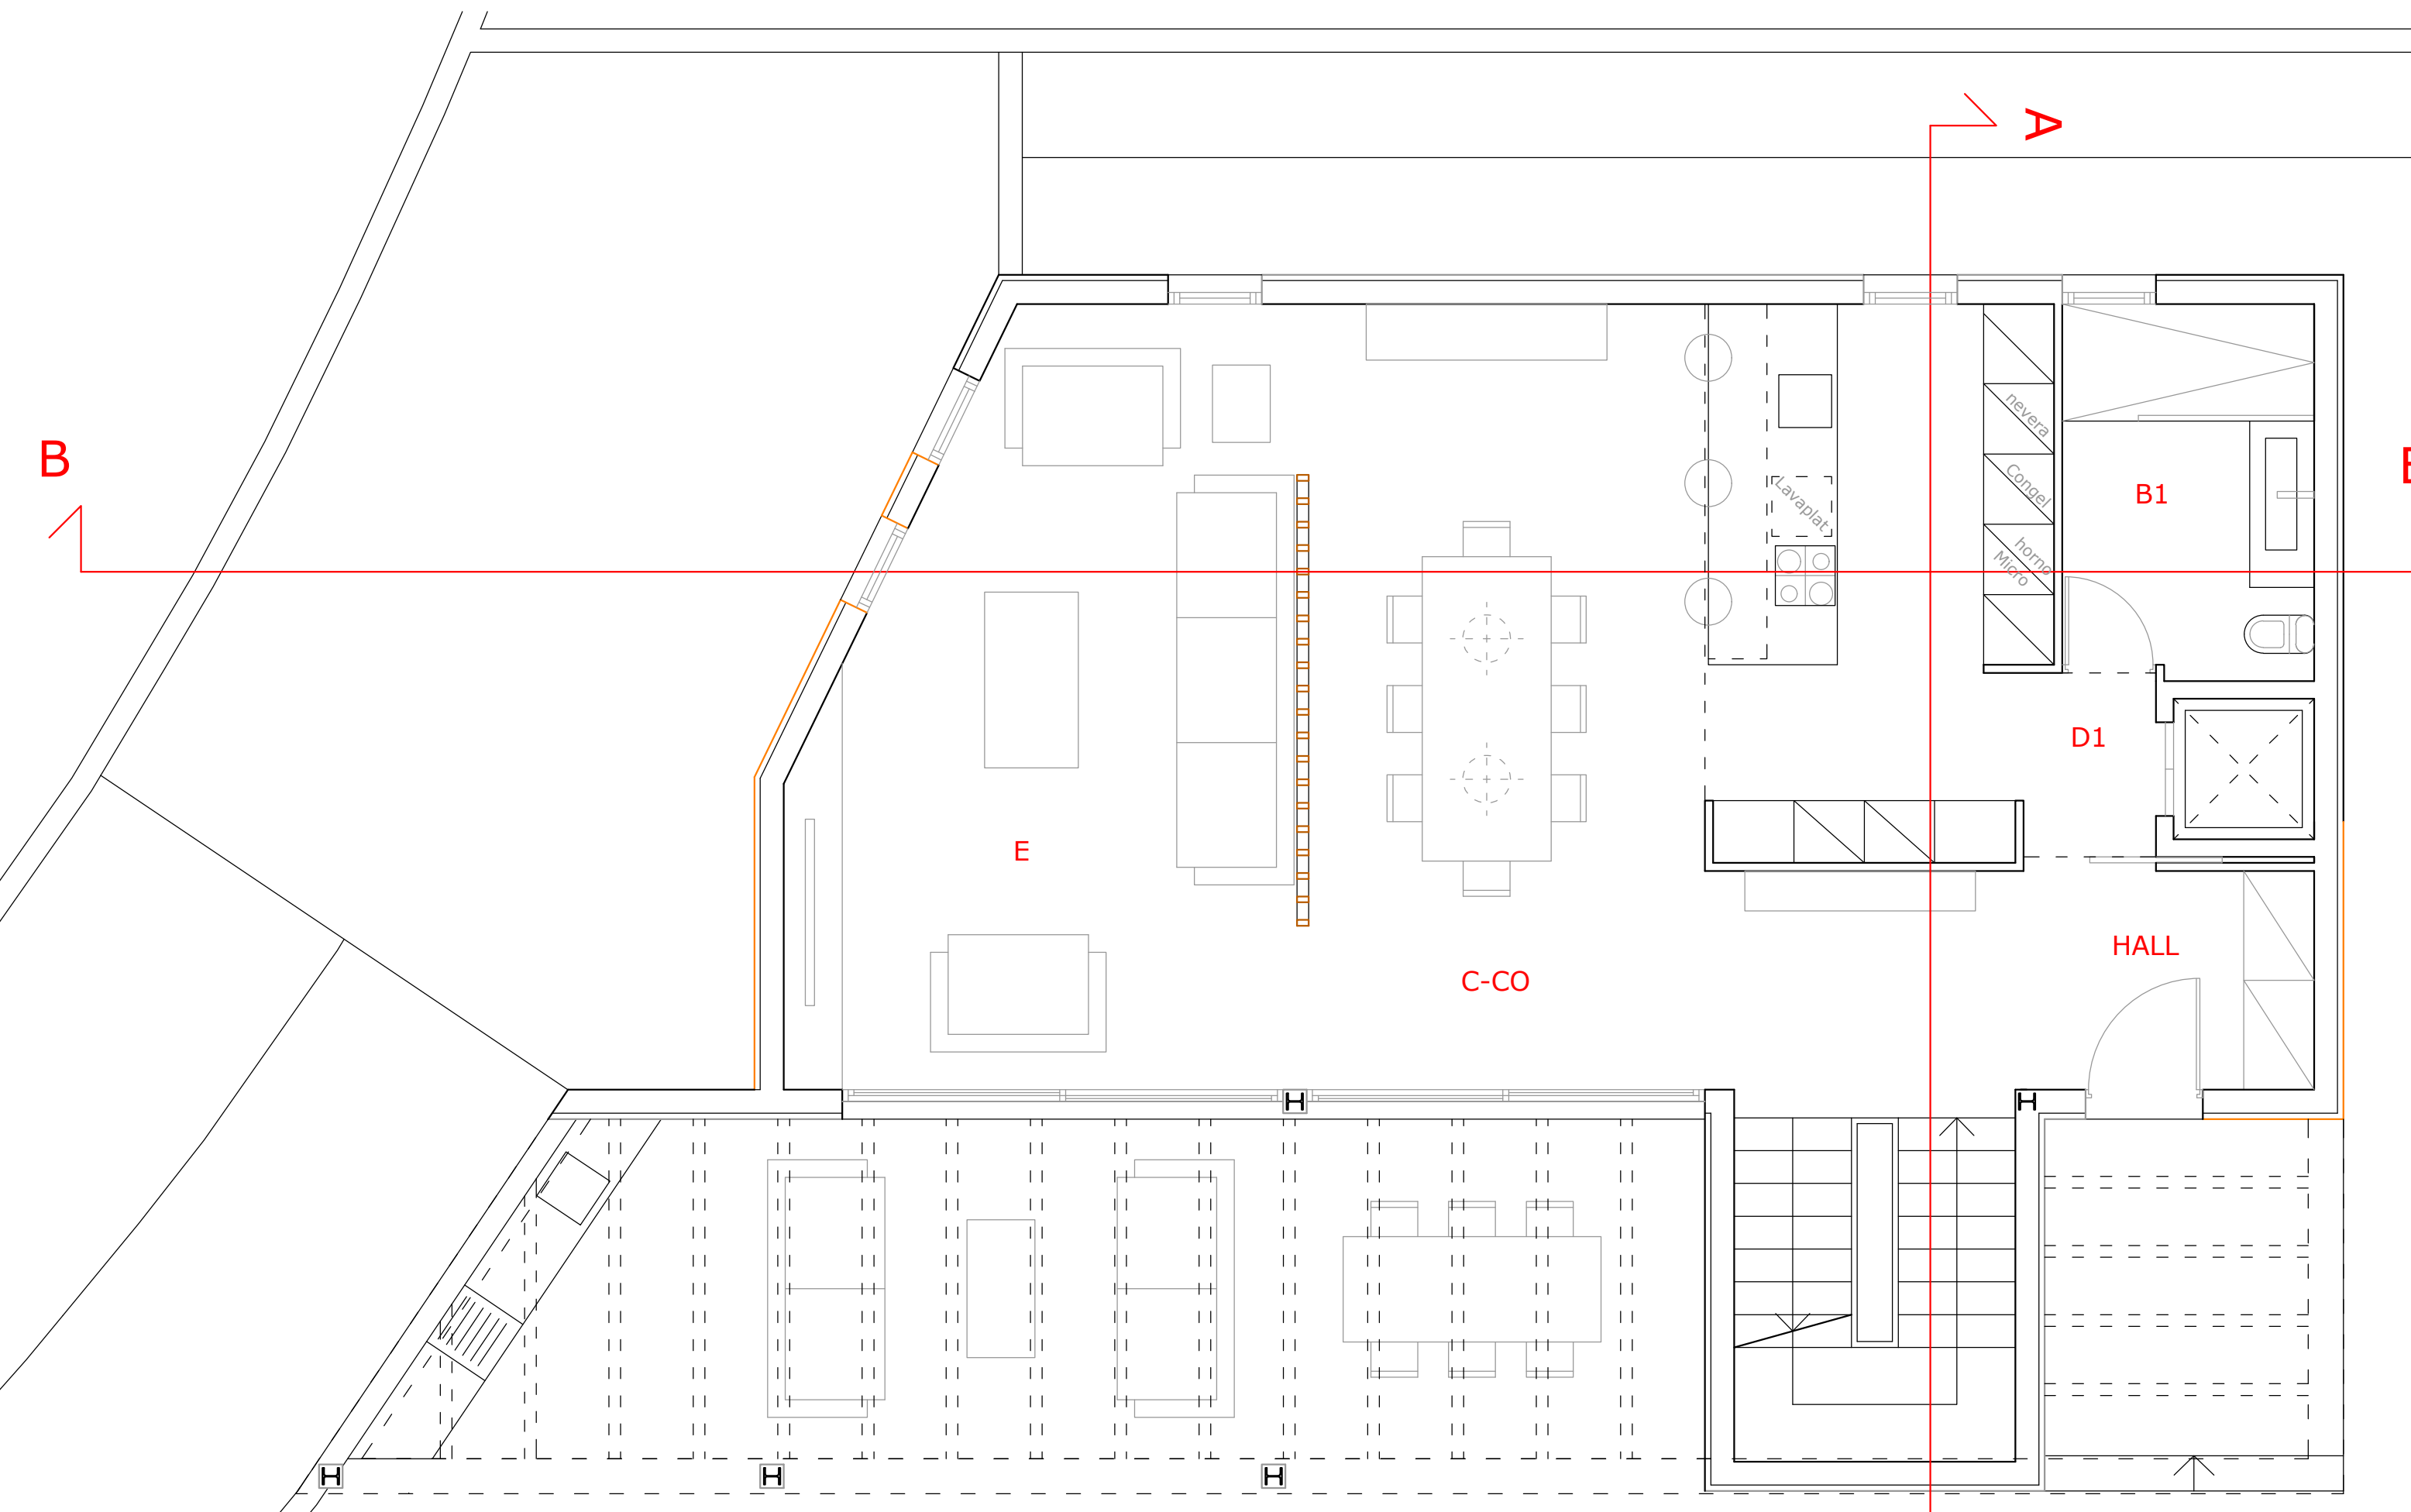 A
B
nevera
Congel
horno
Micro
Lavaplat
B1
D1
E
HALL
C-CO